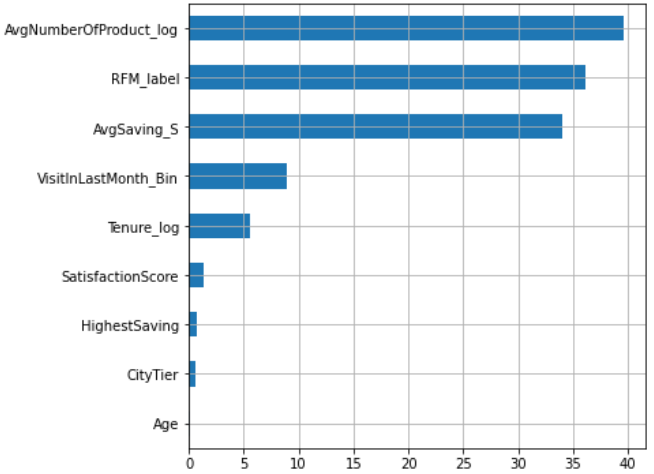 AvgNumberOfProduct_log
RFM_label
AvgSaving_S
VisitInLastMonth_Bin
Tenure_log
SatisfactionScore
HighestSaving
CityTier
Age
0 5 10 15 20 25 30 35 40